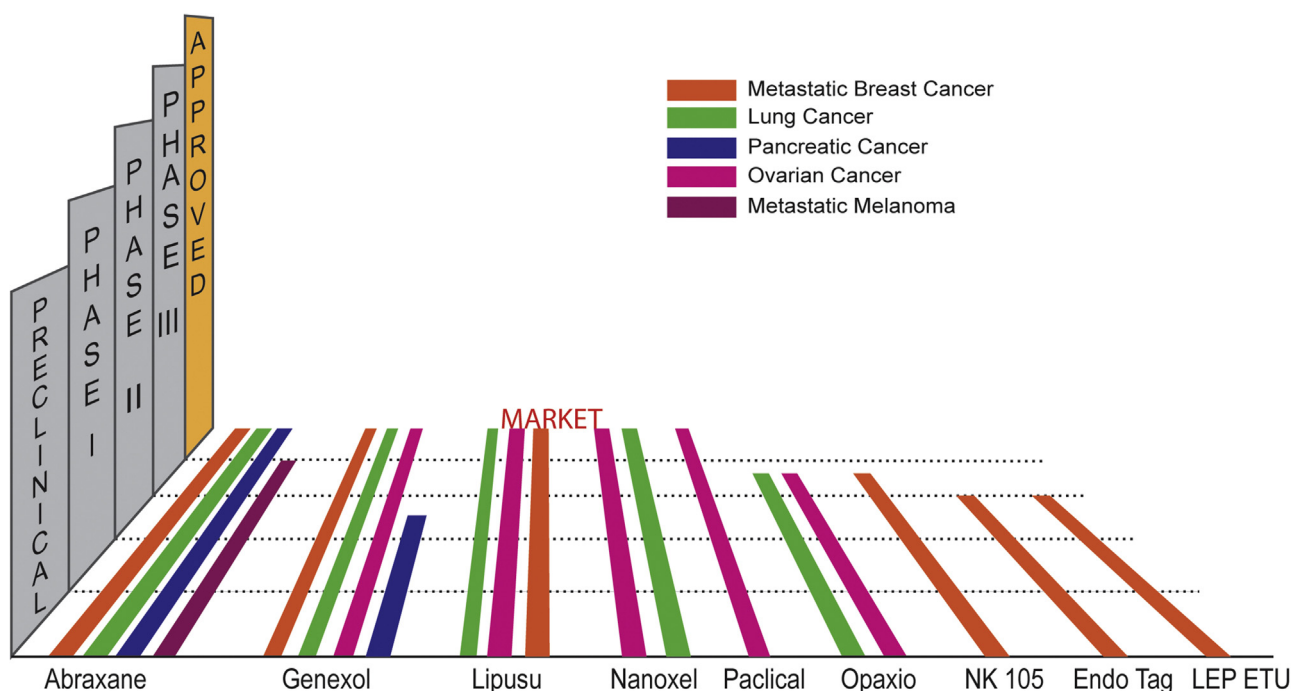 PRECLINICAL
PHASE I
PHASE II
PHASE III
APPROVED
Metastatic Breast Cancer
Lung Cancer
Pancreatic Cancer
Ovarian Cancer
Metastatic Melanoma
MARKET
Abraxane
Genexol
Lipusu
Nanoxel
Paclical
Opaxio
NK 105
Endo Tag
LEP ETU